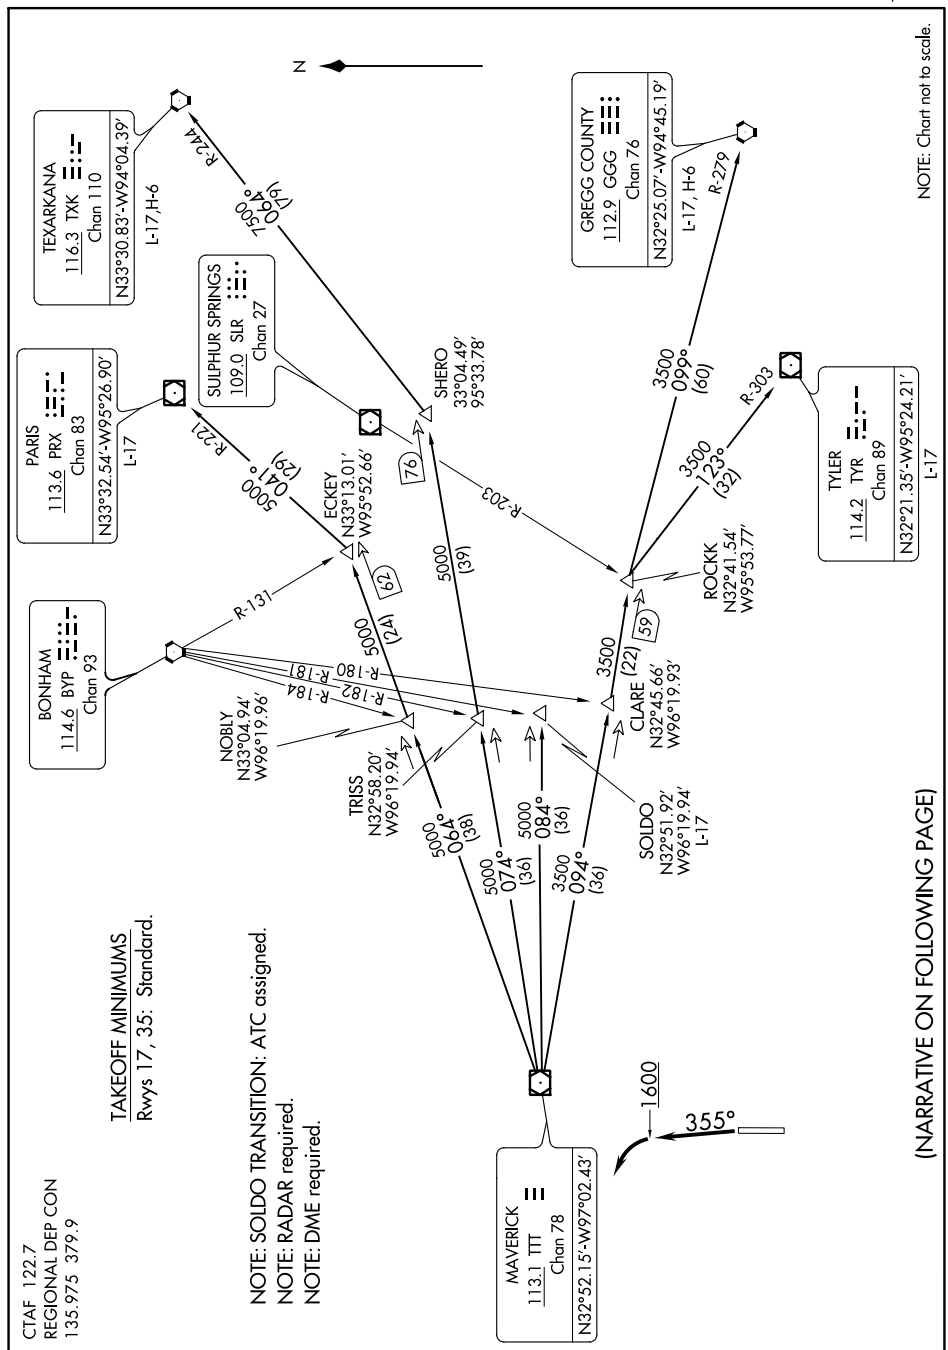 CTAF 122.7
REGIONAL DEP CON
135.975 379.9
TAKEOFF MINIMUMS
Rwys 17, 35: Standard.
NOTE: SOLDO TRANSITION: ATC assigned.
NOTE: RADAR required.
NOTE: DME required.
BONHAM
114.6 BYP
Chan 93
PARIS
113.6 PRX
Chan 83
N33°32.54'-W95°26.90'
L-17
TEXARKANA
116.3 TXK
Chan 110
N33°30.83'-W94°04.39'
L-17,H-6
SULPHUR SPRINGS
109.0 SLR
Chan 27
N
GREGG COUNTY
112.9 GGG
Chan 76
N32°25.07'-W94°45.19'
L-17, H-6
TYLER
114.2 TYR
Chan 89
N32°21.35'-W95°24.21'
L-17
MAVERICK
113.1 TTT
Chan 78
N32°52.15'-W97°02.43'
1600
355°
NOBLY
N33°04.94'
W96°19.96'
TRISS
N32°58.20'
W96°19.94'
SOLDO
N32°51.92'
W96°19.94'
L-17
CLARE
N32°45.66'
W96°19.93'
ROCKK
N32°41.54'
W95°53.77'
ECKEY
N33°13.01'
W95°52.66'
SHERO
33°04.49'
95°33.78'
5000
064°
(38)
5000
074°
(36)
5000
084°
(36)
3500
094°
(36)
R-184
R-182
R-181
R-180
R-131
5000
(24)
62
5000
041°
(29)
R-221
5000
(39)
76
7500
064°
(79)
R-244
R-203
3500
(22)
59
3500
099°
(60)
R-279
3500
123°
(32)
R-303
NOTE: Chart not to scale.
(NARRATIVE ON FOLLOWING PAGE)